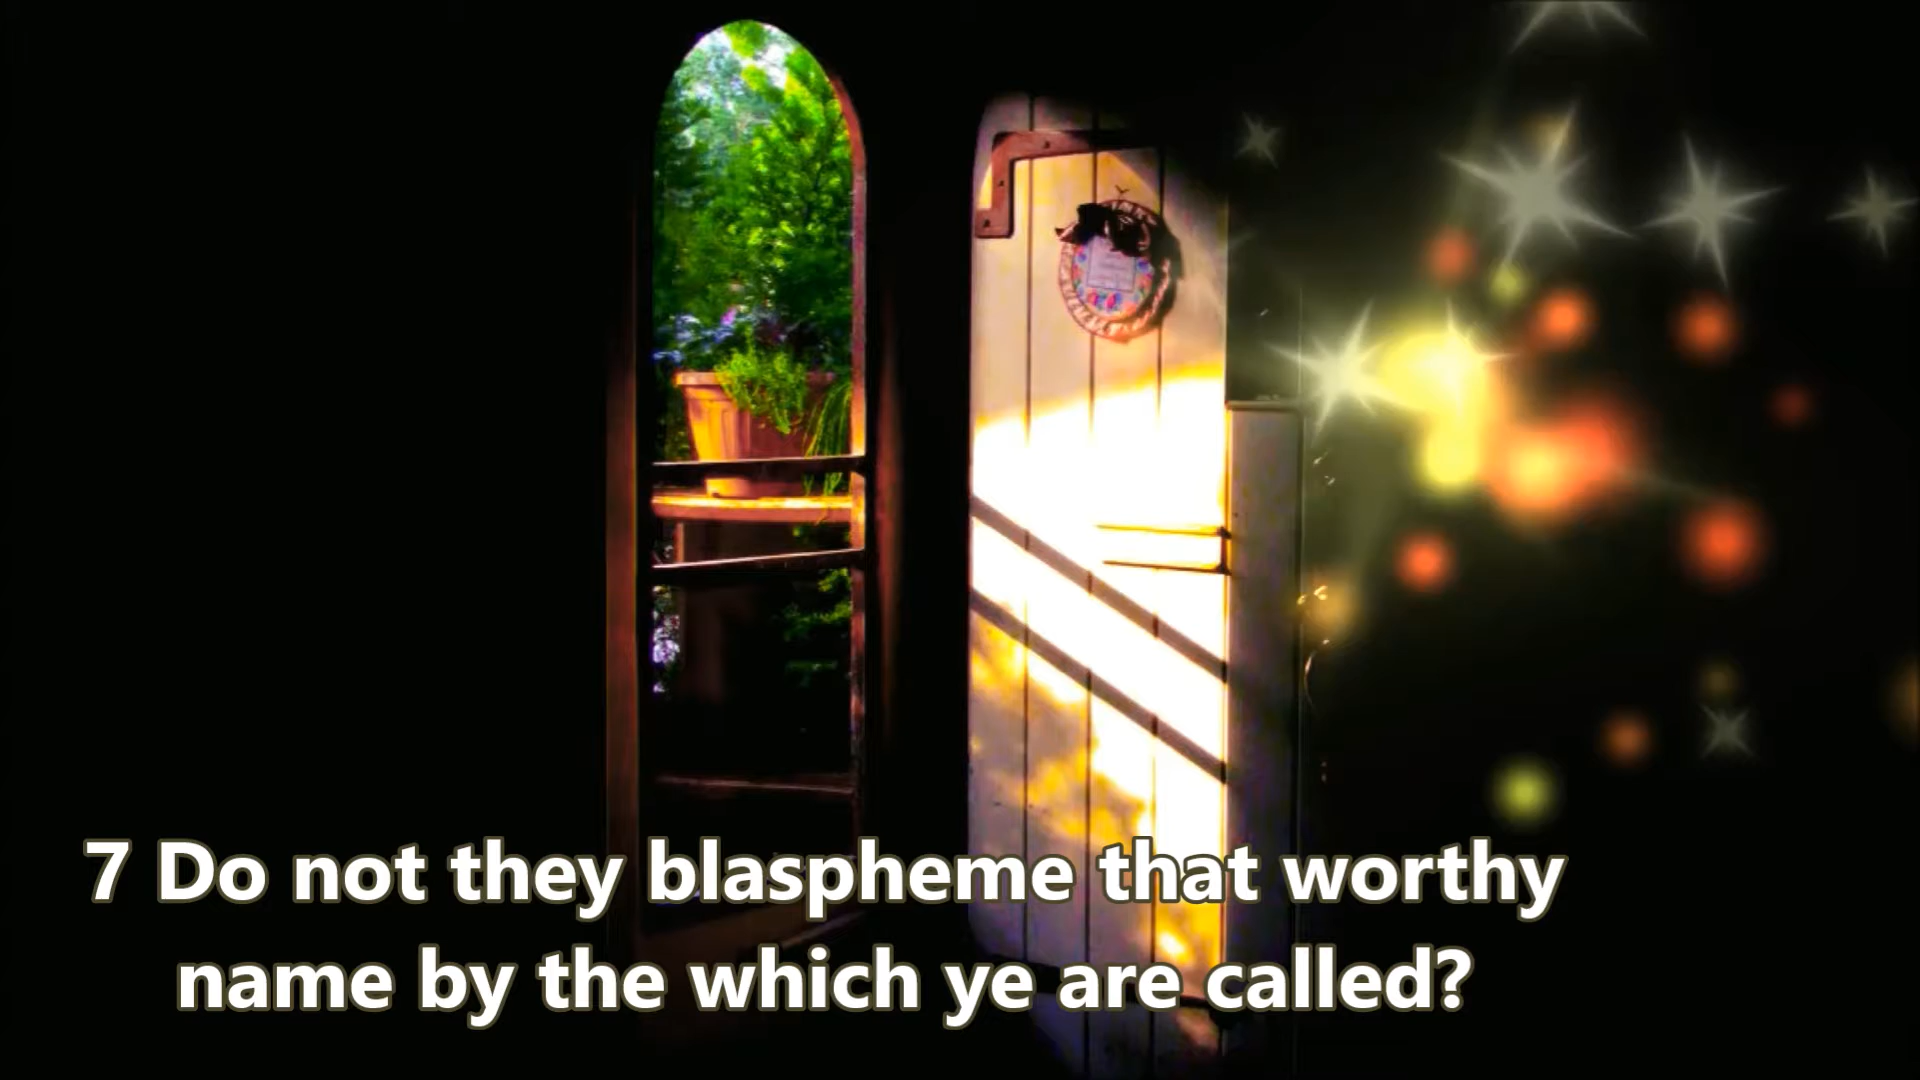 7 Do not they blaspheme that worthy
name by the which ye are called?